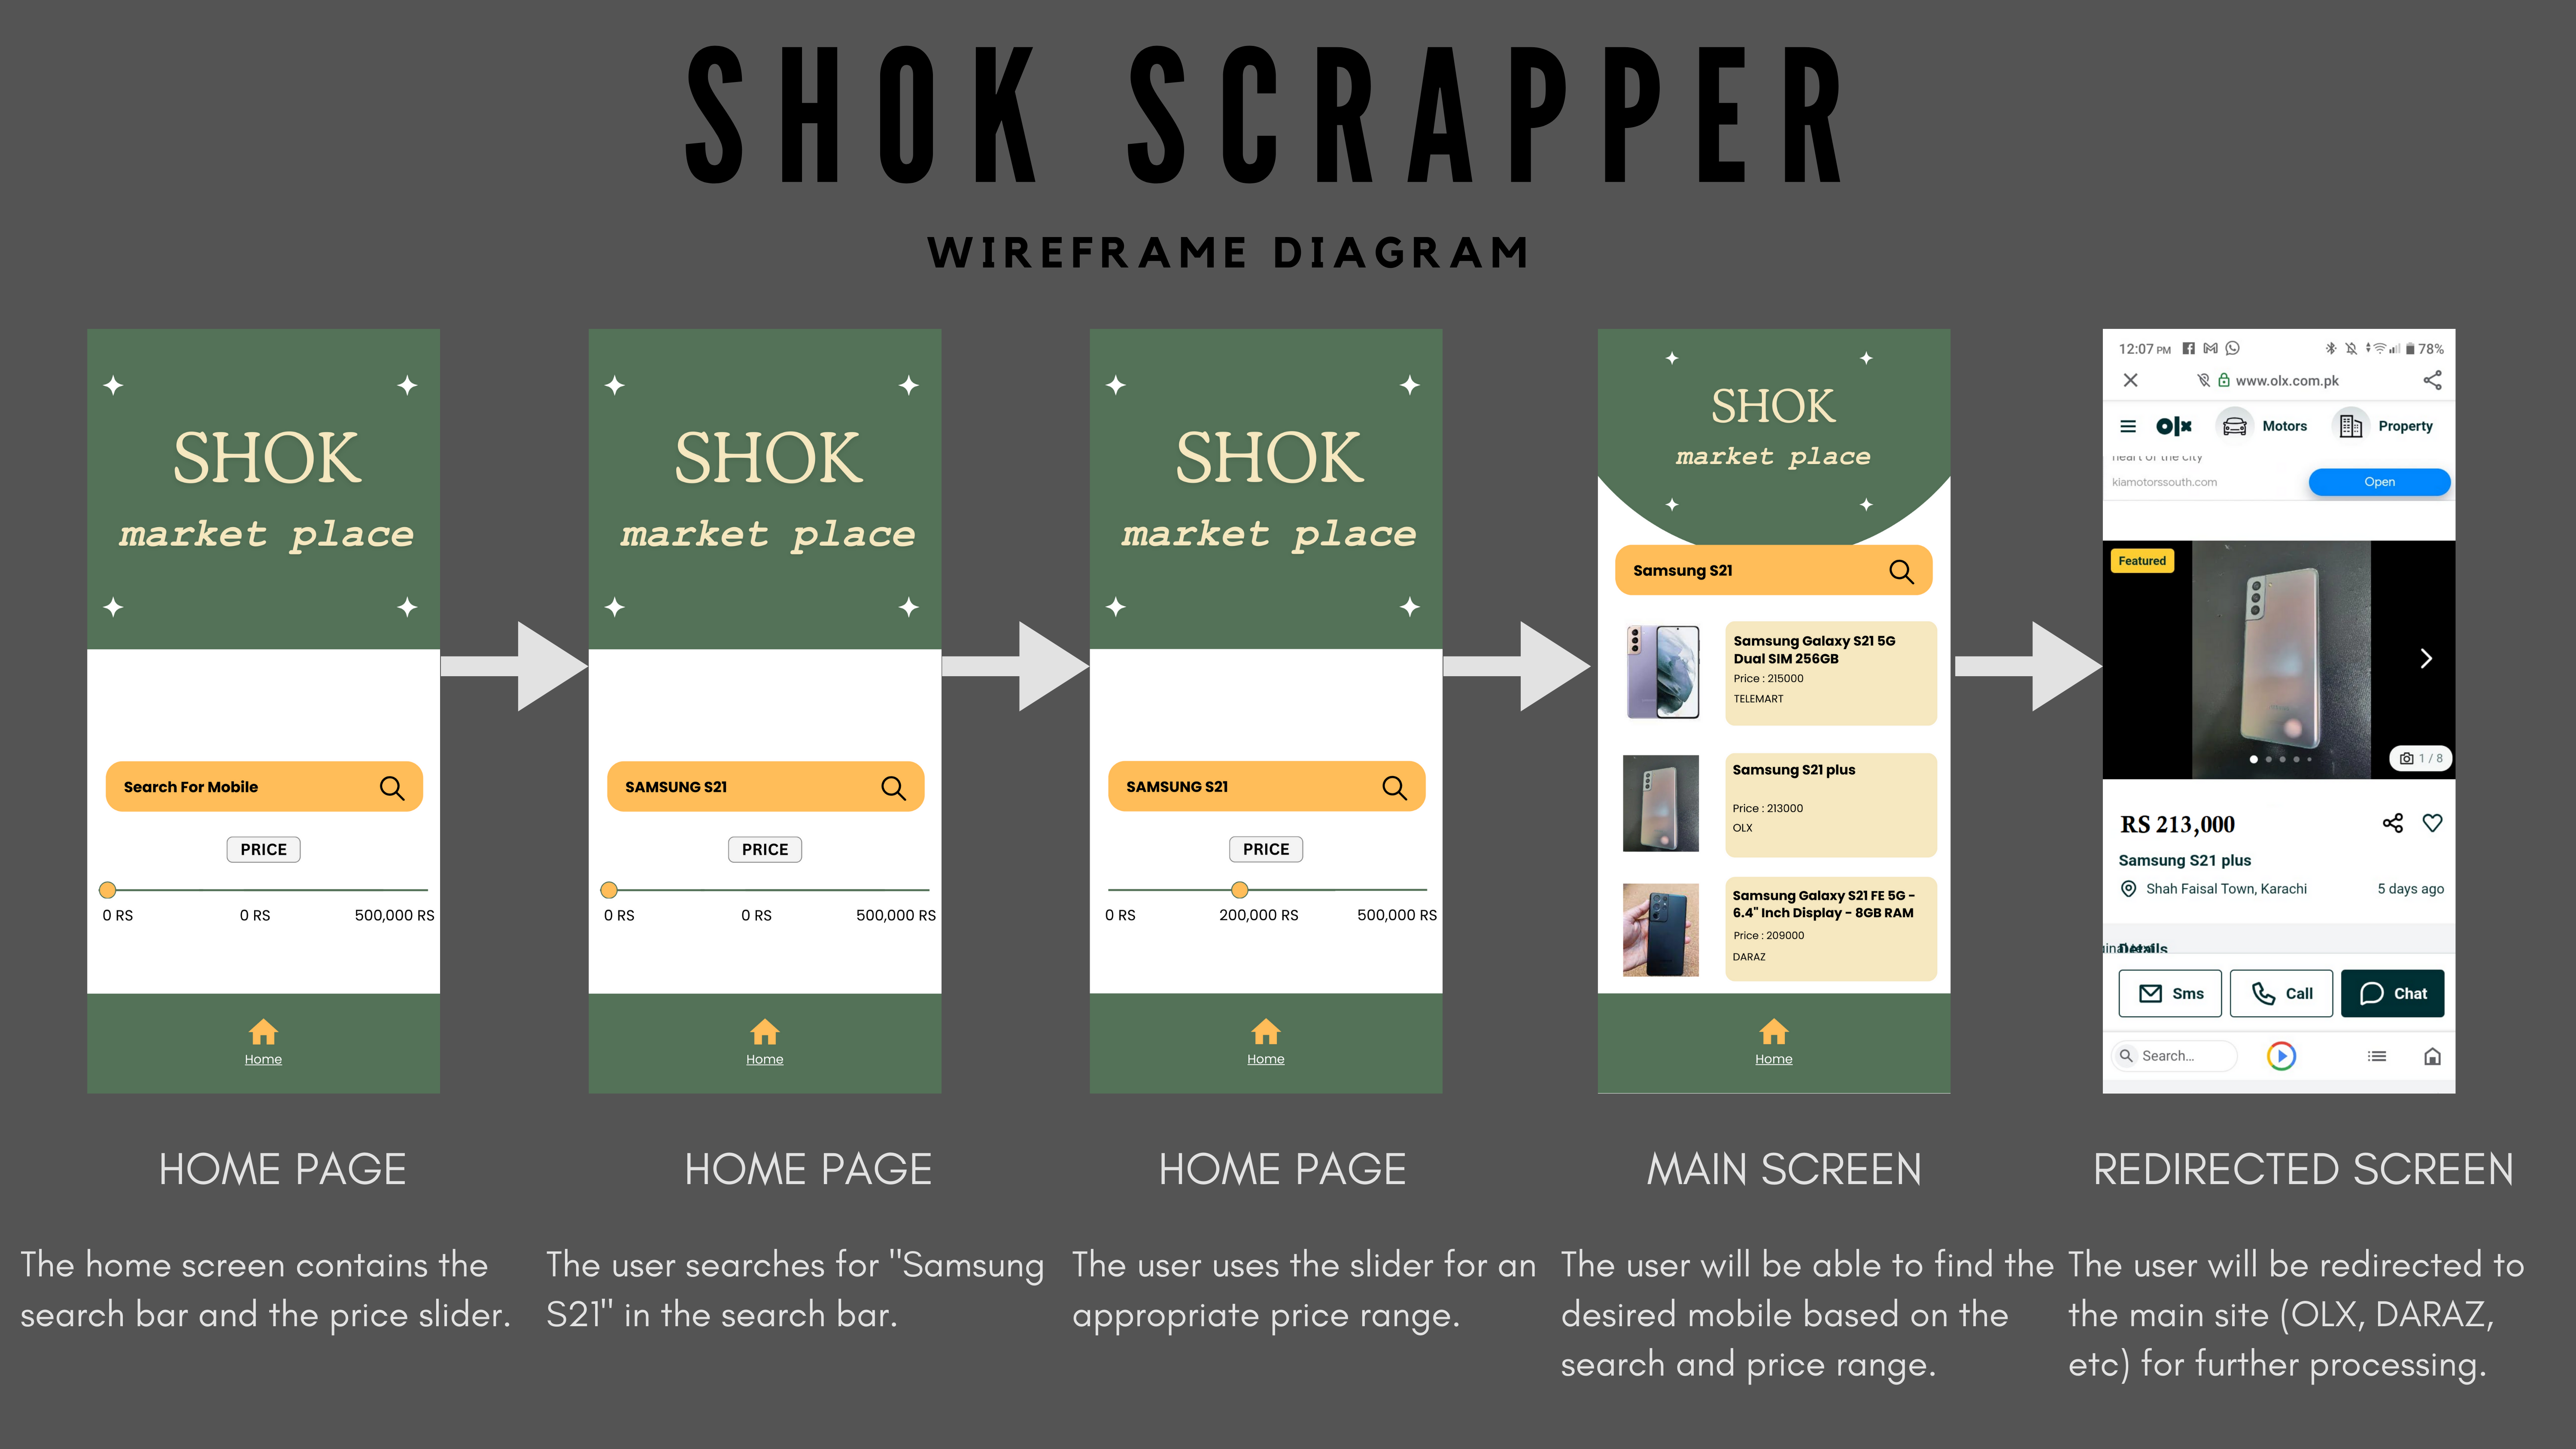 SHOK SCRAPPER
WIREFRAME DIAGRAM
SHOK
market place
Search For Mobile
PRICE
0 RS 0 RS 500,000 RS
Home
HOME PAGE
The home screen contains the
search bar and the price slider.
SHOK
market place
SAMSUNG S21
PRICE
0 RS 0 RS 500,000 RS
Home
HOME PAGE
The user searches for "Samsung
S21" in the search bar.
SHOK
market place
SAMSUNG S21
PRICE
0 RS 200,000 RS 500,000 RS
Home
HOME PAGE
The user uses the slider for an
appropriate price range.
SHOK
market place
Samsung S21
Samsung Galaxy S21 5G
Dual SIM 256GB
Price : 215000
TELEMART
Samsung S21 plus
Price : 213000
OLX
Samsung Galaxy S21 FE 5G -
6.4" Inch Display - 8GB RAM
Price : 209000
DARAZ
Home
MAIN SCREEN
The user will be able to find the
desired mobile based on the
search and price range.
12:07 PM 78%
www.olx.com.pk
olx Motors Property
heart of the city
kiamotorssouth.com Open
Featured
1 / 8
RS 213,000
Samsung S21 plus
Shah Faisal Town, Karachi 5 days ago
Details
Sms Call Chat
Search...
REDIRECTED SCREEN
The user will be redirected to
the main site (OLX, DARAZ,
etc) for further processing.